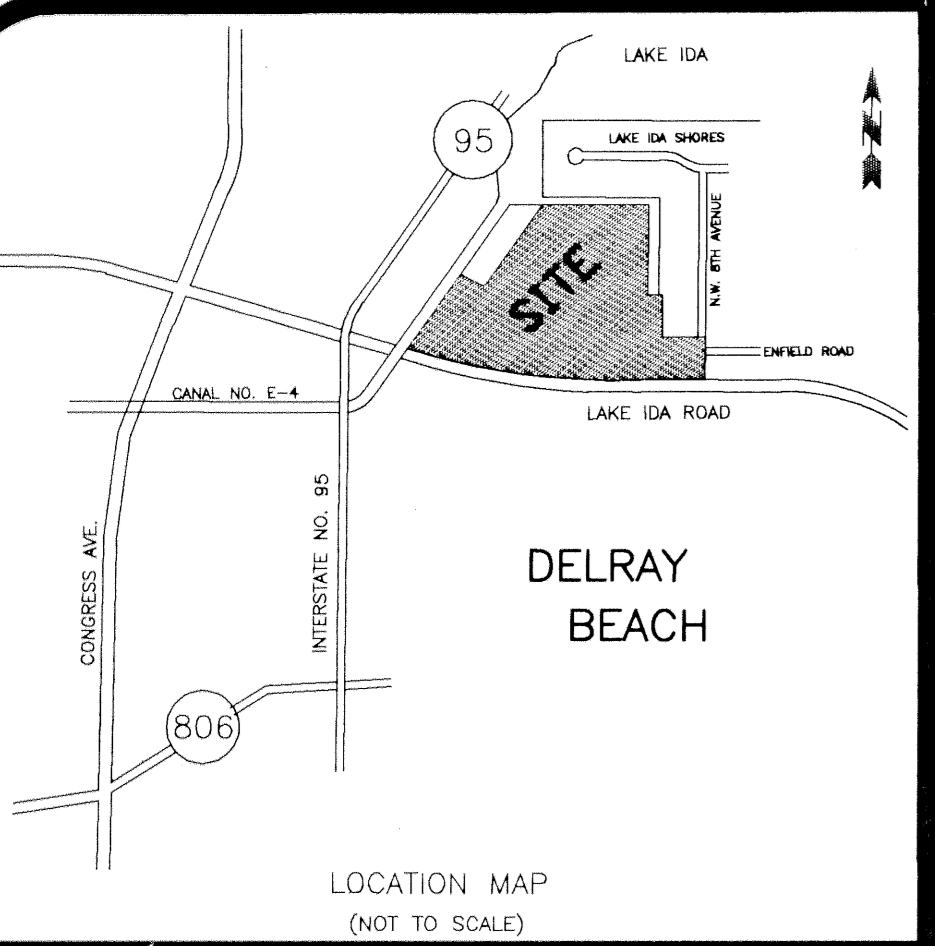 LAKE IDA
95
LAKE IDA SHORES
N
N.W. 8TH AVENUE
SITE
ENFIELD ROAD
CANAL NO. E-4
LAKE IDA ROAD
INTERSTATE NO. 95
CONGRESS AVE.
DELRAY
BEACH
806
LOCATION MAP
(NOT TO SCALE)